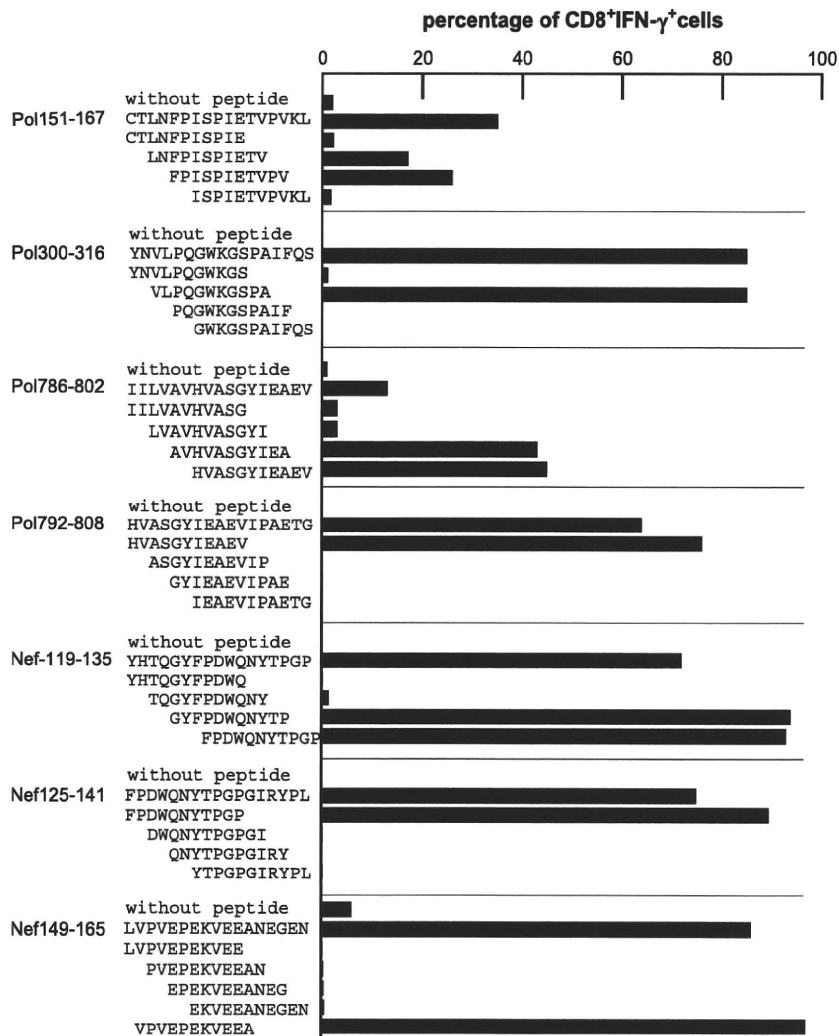 percentage of CD8⁺IFN-γ⁺cells
0 20 40 60 80 100
without peptide
Pol151-167 CTLNFPISPIETVPVKL
CTLNFPISPIE
LNFPISPIETV
FPISPIETVPV
ISPIETVPVKL
without peptide
Pol300-316 YNVLPQGWKGSPAIFQS
YNVLPQGWKGS
VLPQGWKGSPA
PQGWKGSPAIF
GWKGSPAIFQS
without peptide
Pol786-802 IILVAVHVASGYIEAEV
IILVAVHVASG
LVAVHVASGYI
AVHVASGYIEA
HVASGYIEAEV
without peptide
Pol792-808 HVASGYIEAEVIPAETG
HVASGYIEAEV
ASGYIEAEVIP
GYIEAEVIPAE
IEAEVIPAETG
without peptide
Nef-119-135 YHTQGYFPDWQNYTPGP
YHTQGYFPDWQ
TQGYFPDWQNY
GYFPDWQNYTP
FPDWQNYTPGP
without peptide
Nef125-141 FPDWQNYTPGPGIRYPL
FPDWQNYTPGP
DWQNYTPGPGI
QNYTPGPGIRY
YTPGPGIRYPL
without peptide
Nef149-165 LVPVEPEKVEEANEGEN
LVPVEPEKVEE
PVEPEKVEEAN
EPEKVEEANEG
EKVEEANEGEN
VPVEPEKVEEA